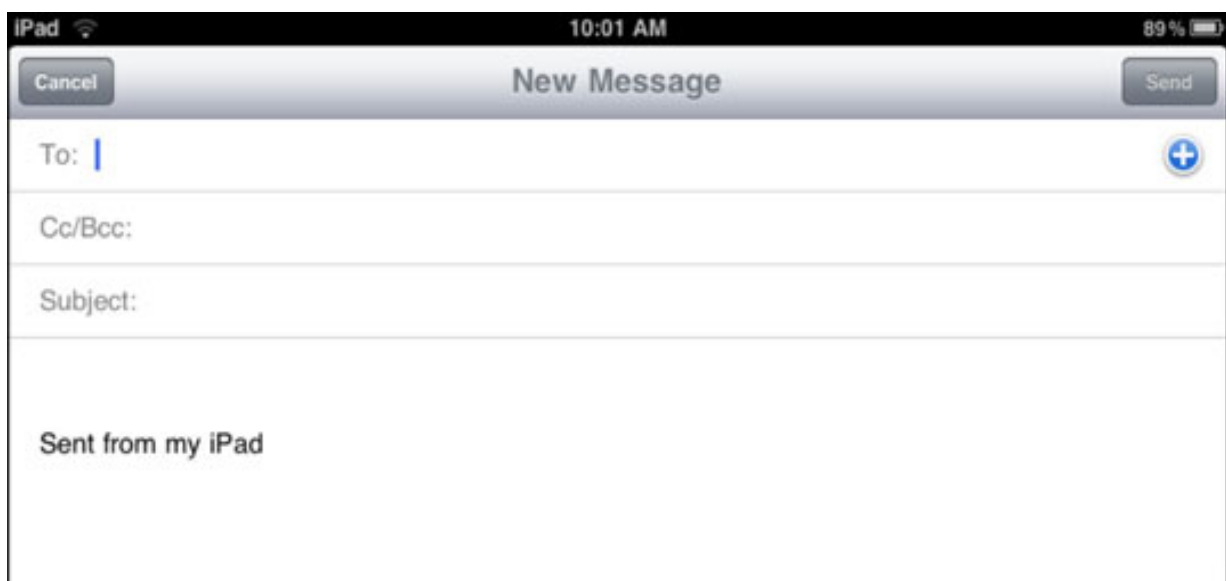 iPad 10:01 AM 89%
Cancel New Message Send
To:
Cc/Bcc:
Subject:
Sent from my iPad